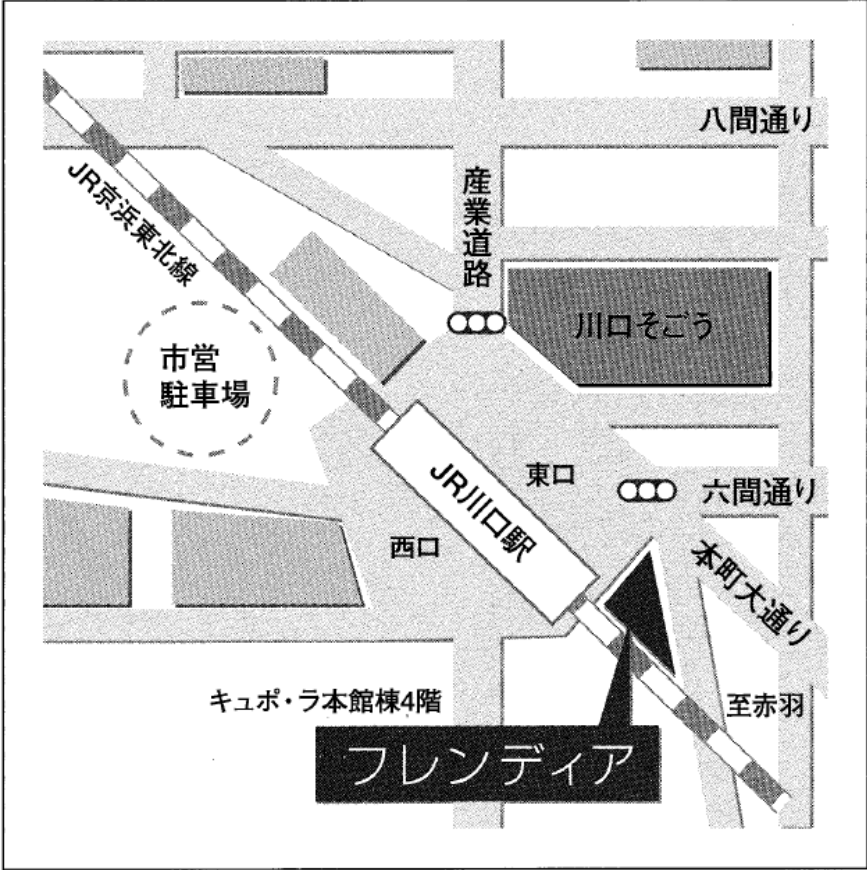 八間通り
産業道路
JR京浜東北線
川口そごう
市営
駐車場
東口
六間通り
JR川口駅
西口
本町大通り
キュポ・ラ本館棟4階
至赤羽
フレンディア